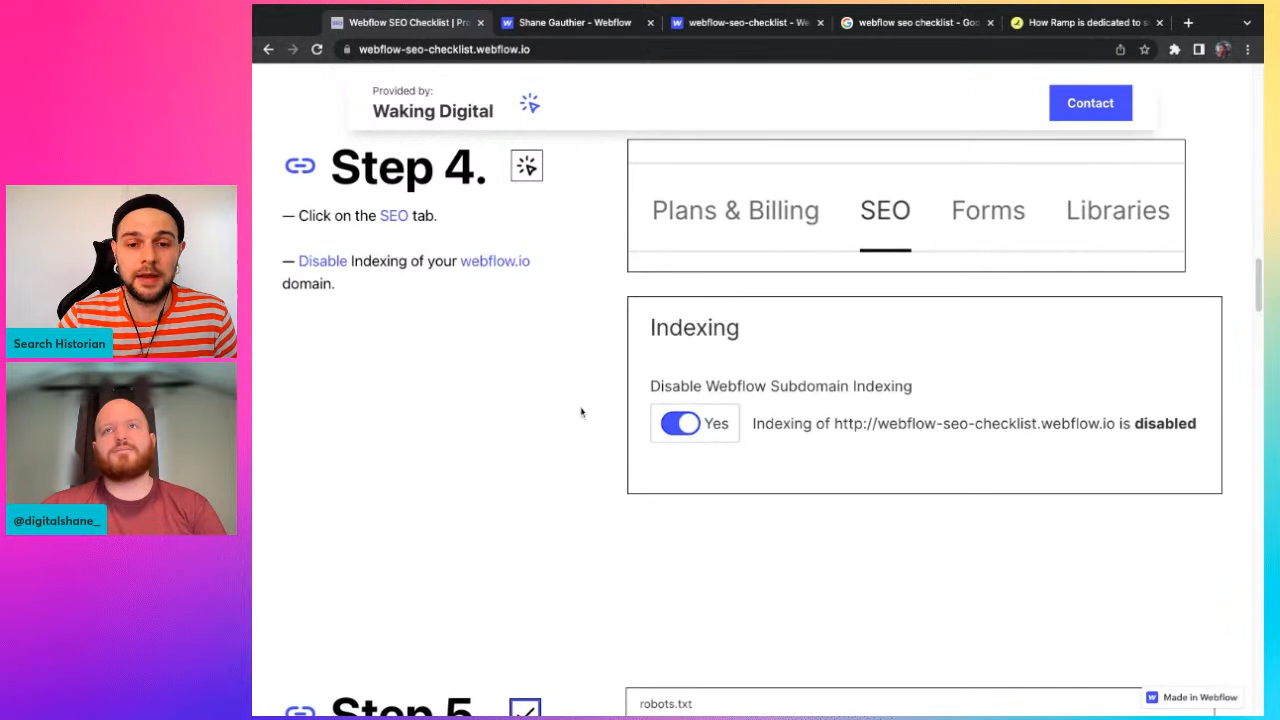 Webflow SEO Checklist | Pro
Shane Gauthier - Webflow
webflow-seo-checklist - We
webflow seo checklist - Goo
How Ramp is dedicated to s
webflow-seo-checklist.webflow.io
Provided by:
Waking Digital
Contact
Step 4.
— Click on the SEO tab.
— Disable Indexing of your webflow.io
domain.
Plans & Billing SEO Forms Libraries
Indexing
Disable Webflow Subdomain Indexing
Yes Indexing of http://webflow-seo-checklist.webflow.io is disabled
Search Historian
@digitalshane_
Step 5
robots.txt
Made in Webflow